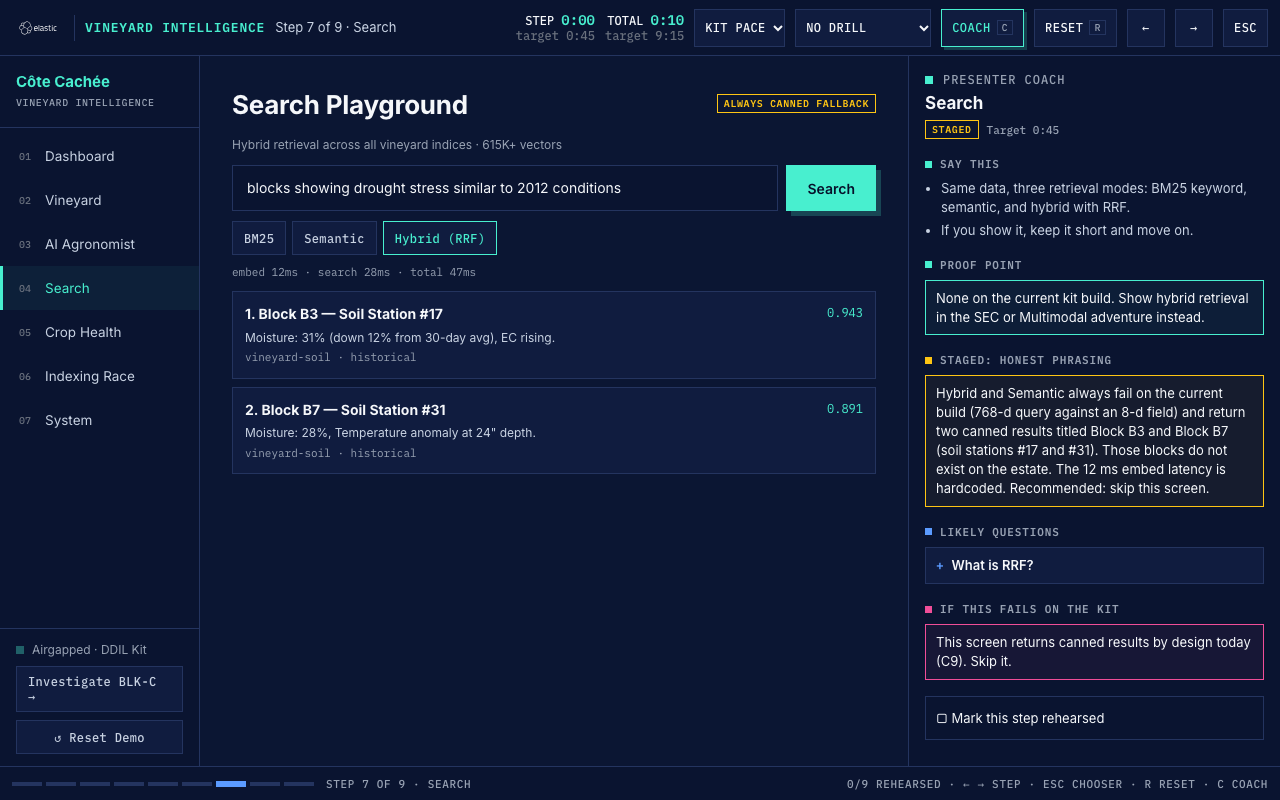 elastic
VINEYARD INTELLIGENCE Step 7 of 9 · Search
STEP 0:00 TOTAL 0:10
target 0:45 target 9:15
KIT PACE
NO DRILL
COACH C
RESET R
←
→
ESC
Côte Cachée
VINEYARD INTELLIGENCE
01 Dashboard
02 Vineyard
03 AI Agronomist
04 Search
05 Crop Health
06 Indexing Race
07 System
Airgapped · DDIL Kit
Investigate BLK-C
→
↺ Reset Demo
Search Playground
ALWAYS CANNED FALLBACK
Hybrid retrieval across all vineyard indices · 615K+ vectors
blocks showing drought stress similar to 2012 conditions
Search
BM25 Semantic Hybrid (RRF)
embed 12ms · search 28ms · total 47ms
1. Block B3 — Soil Station #17 0.943
Moisture: 31% (down 12% from 30-day avg), EC rising.
vineyard-soil · historical
2. Block B7 — Soil Station #31 0.891
Moisture: 28%, Temperature anomaly at 24" depth.
vineyard-soil · historical
PRESENTER COACH
Search
STAGED Target 0:45
SAY THIS
• Same data, three retrieval modes: BM25 keyword,
semantic, and hybrid with RRF.
• If you show it, keep it short and move on.
PROOF POINT
None on the current kit build. Show hybrid retrieval
in the SEC or Multimodal adventure instead.
STAGED: HONEST PHRASING
Hybrid and Semantic always fail on the current
build (768-d query against an 8-d field) and return
two canned results titled Block B3 and Block B7
(soil stations #17 and #31). Those blocks do not
exist on the estate. The 12 ms embed latency is
hardcoded. Recommended: skip this screen.
LIKELY QUESTIONS
+ What is RRF?
IF THIS FAILS ON THE KIT
This screen returns canned results by design today
(C9). Skip it.
Mark this step rehearsed
STEP 7 OF 9 · SEARCH
0/9 REHEARSED · ← → STEP · ESC CHOOSER · R RESET · C COACH